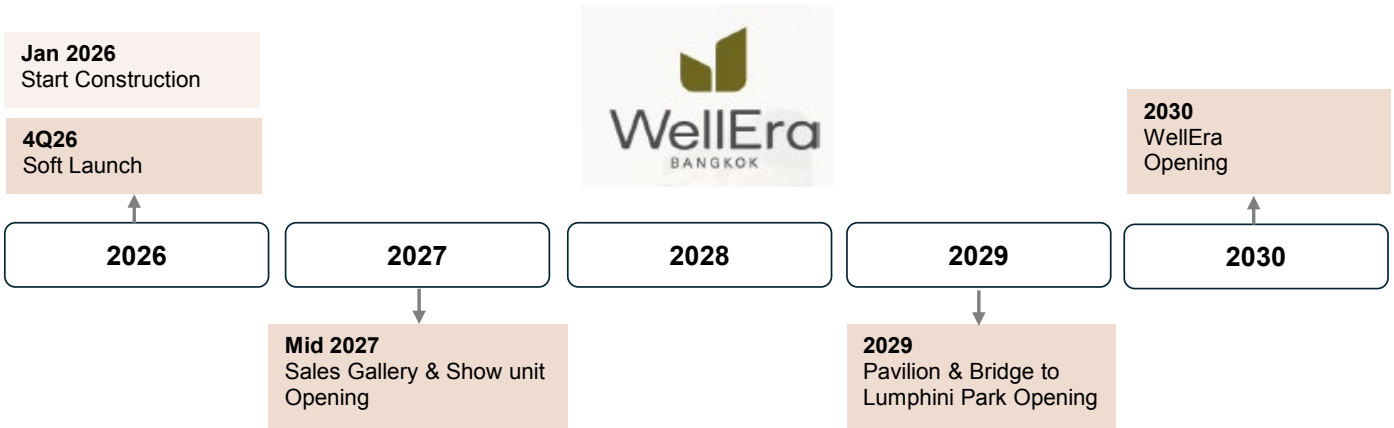 Jan 2026
Start Construction
4Q26
Soft Launch
WellEra
BANGKOK
2030
WellEra
Opening
2026
2027
2028
2029
2030
Mid 2027
Sales Gallery & Show unit
Opening
2029
Pavilion & Bridge to
Lumphini Park Opening